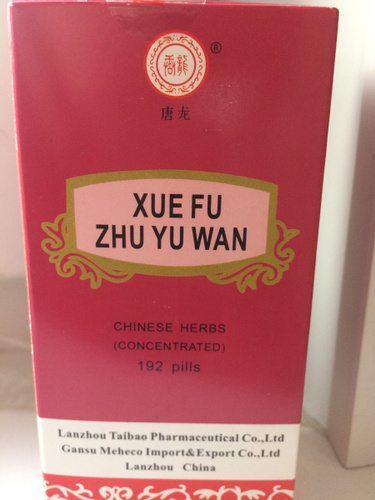 ®
唐龙
XUE FU
ZHU YU WAN
CHINESE HERBS
(CONCENTRATED)
192 pills
Lanzhou Taibao Pharmaceutical Co.,Ltd
Gansu Meheco Import&Export Co.,Ltd
Lanzhou China